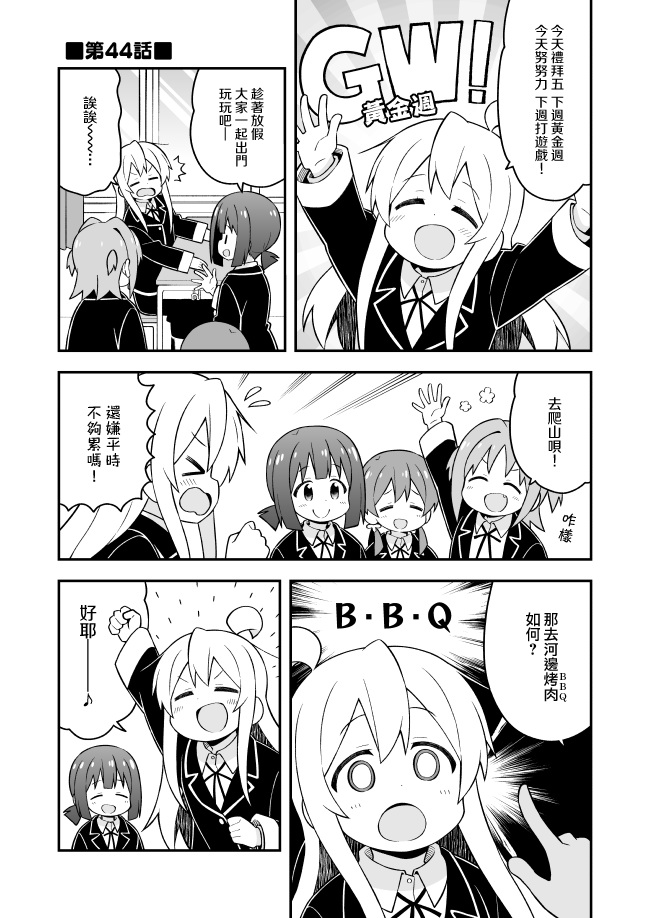 ■第44話■
今天禮拜五 下週黃金週
今天努努力 下週打遊戲！
GW!
黃金週
趁著放假
大家一起出門
玩玩吧—
誒誒～～～……
去爬山唄！
咋樣
還嫌平時
不夠累嗎！
那去河邊烤肉
BBQ
如何？
B・B・Q
好耶——♪